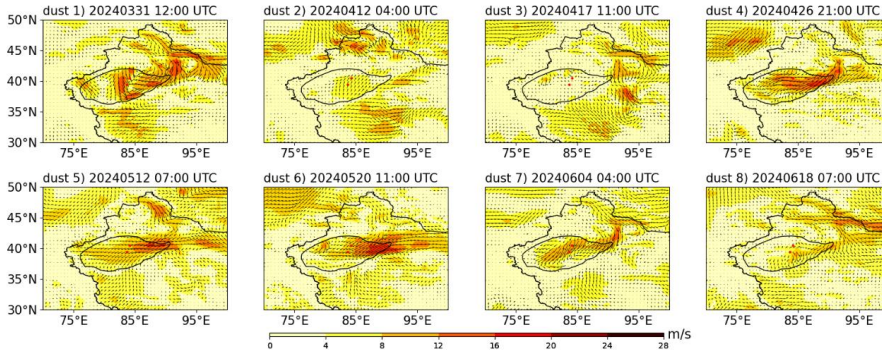 dust 1) 20240331 12:00 UTC
dust 2) 20240412 04:00 UTC
dust 3) 20240417 11:00 UTC
dust 4) 20240426 21:00 UTC
50°N
45°N
40°N
35°N
30°N
75°E 85°E 95°E
75°E 85°E 95°E
75°E 85°E 95°E
75°E 85°E 95°E
dust 5) 20240512 07:00 UTC
dust 6) 20240520 11:00 UTC
dust 7) 20240604 04:00 UTC
dust 8) 20240618 07:00 UTC
50°N
45°N
40°N
35°N
30°N
75°E 85°E 95°E
75°E 85°E 95°E
75°E 85°E 95°E
75°E 85°E 95°E
m/s
0 4 8 12 16 20 24 28